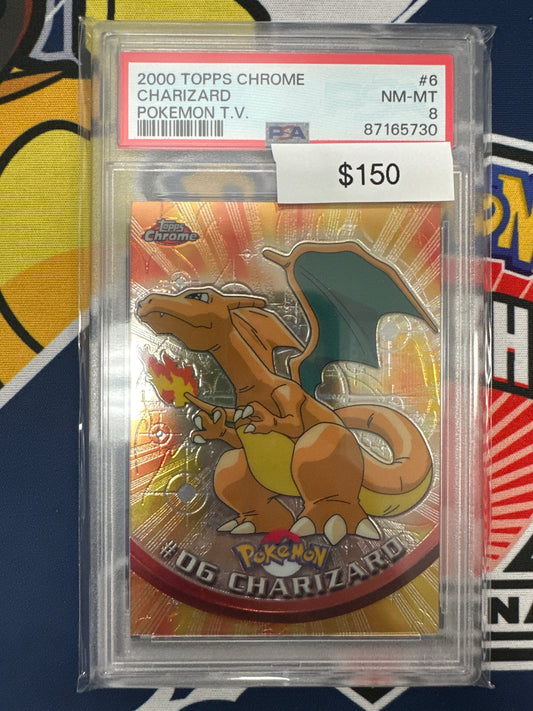 2000 TOPPS CHROME #6
CHARIZARD NM-MT
POKEMON T.V. 8
PSA 87165730
$150
Topps
Chrome
POKéMON
#06 CHARIZARD